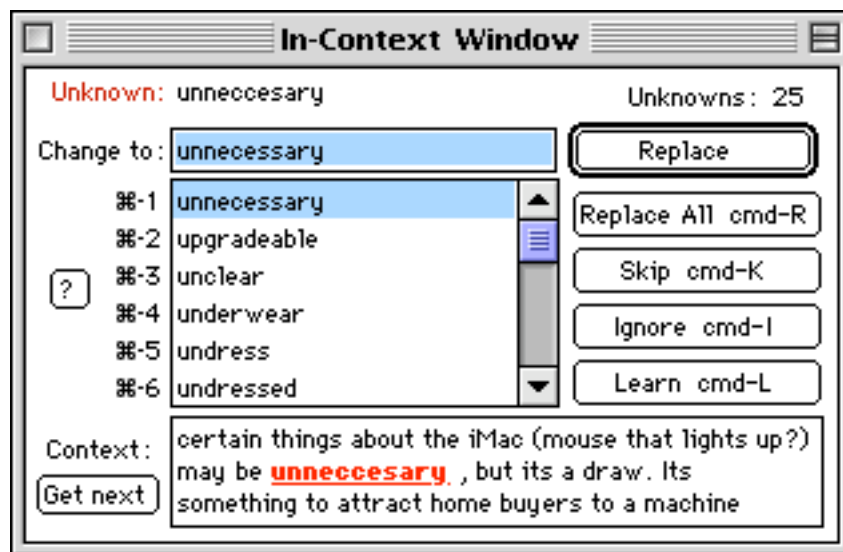 In-Context Window
Unknown: unneccesary
Unknowns: 25
Change to: unnecessary
Replace
⌘-1 unnecessary
Replace All cmd-R
⌘-2 upgradeable
Skip cmd-K
?
⌘-3 unclear
⌘-4 underwear
Ignore cmd-I
⌘-5 undress
⌘-6 undressed
Learn cmd-L
Context:
Get next
certain things about the iMac (mouse that lights up?)
may be unneccesary , but its a draw. Its
something to attract home buyers to a machine